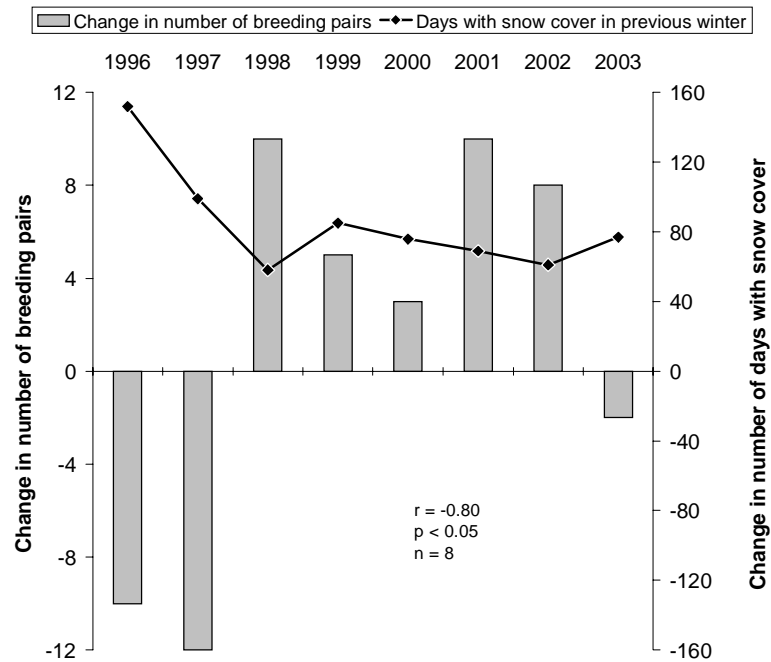 Change in number of breeding pairs Days with snow cover in previous winter
1996 1997 1998 1999 2000 2001 2002 2003
Change in number of breeding pairs
12
8
4
0
-4
-8
-12
r = -0.80
p < 0.05
n = 8
160
120
80
40
0
-40
-80
-120
-160
Change in number of days with snow cover